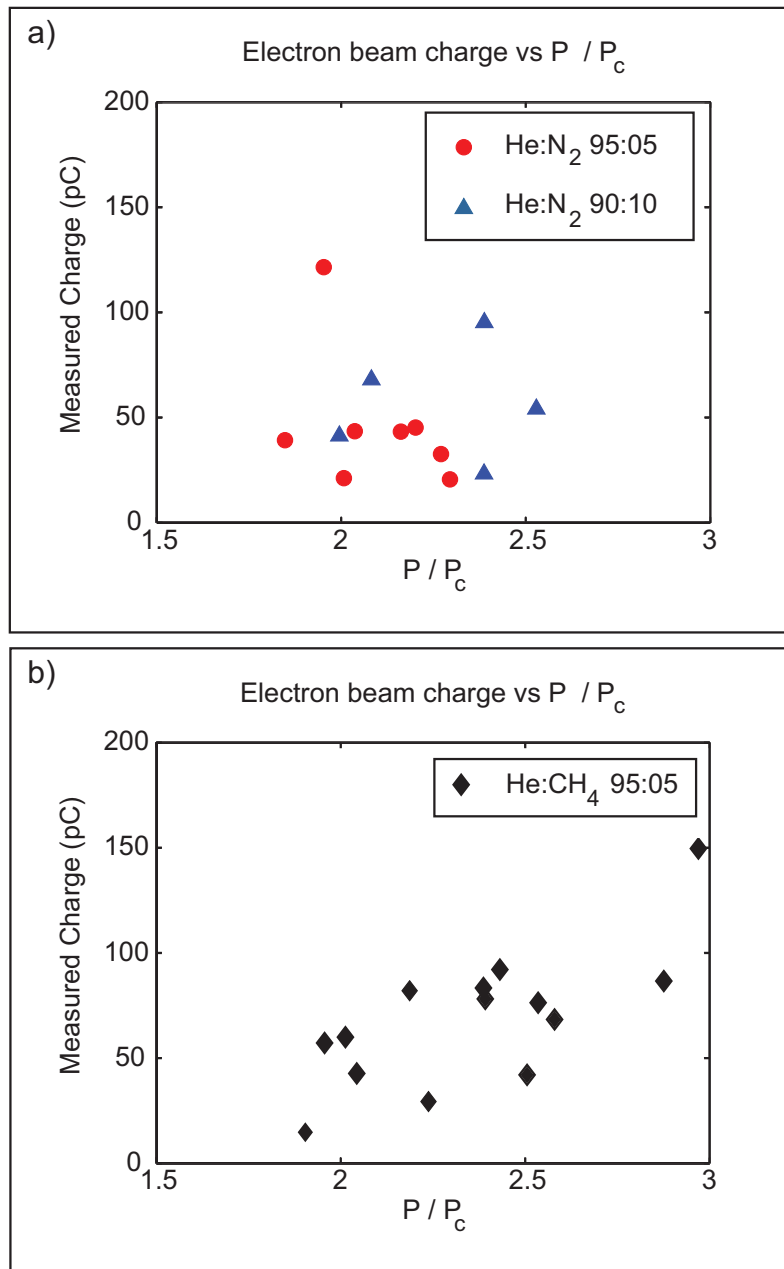 a)
Electron beam charge vs P / Pc
200
150
100
50
0
Measured Charge (pC)
He:N2 95:05
He:N2 90:10
1.5 2 2.5 3
P / Pc
b)
Electron beam charge vs P / Pc
200
150
100
50
0
Measured Charge (pC)
He:CH4 95:05
1.5 2 2.5 3
P / Pc